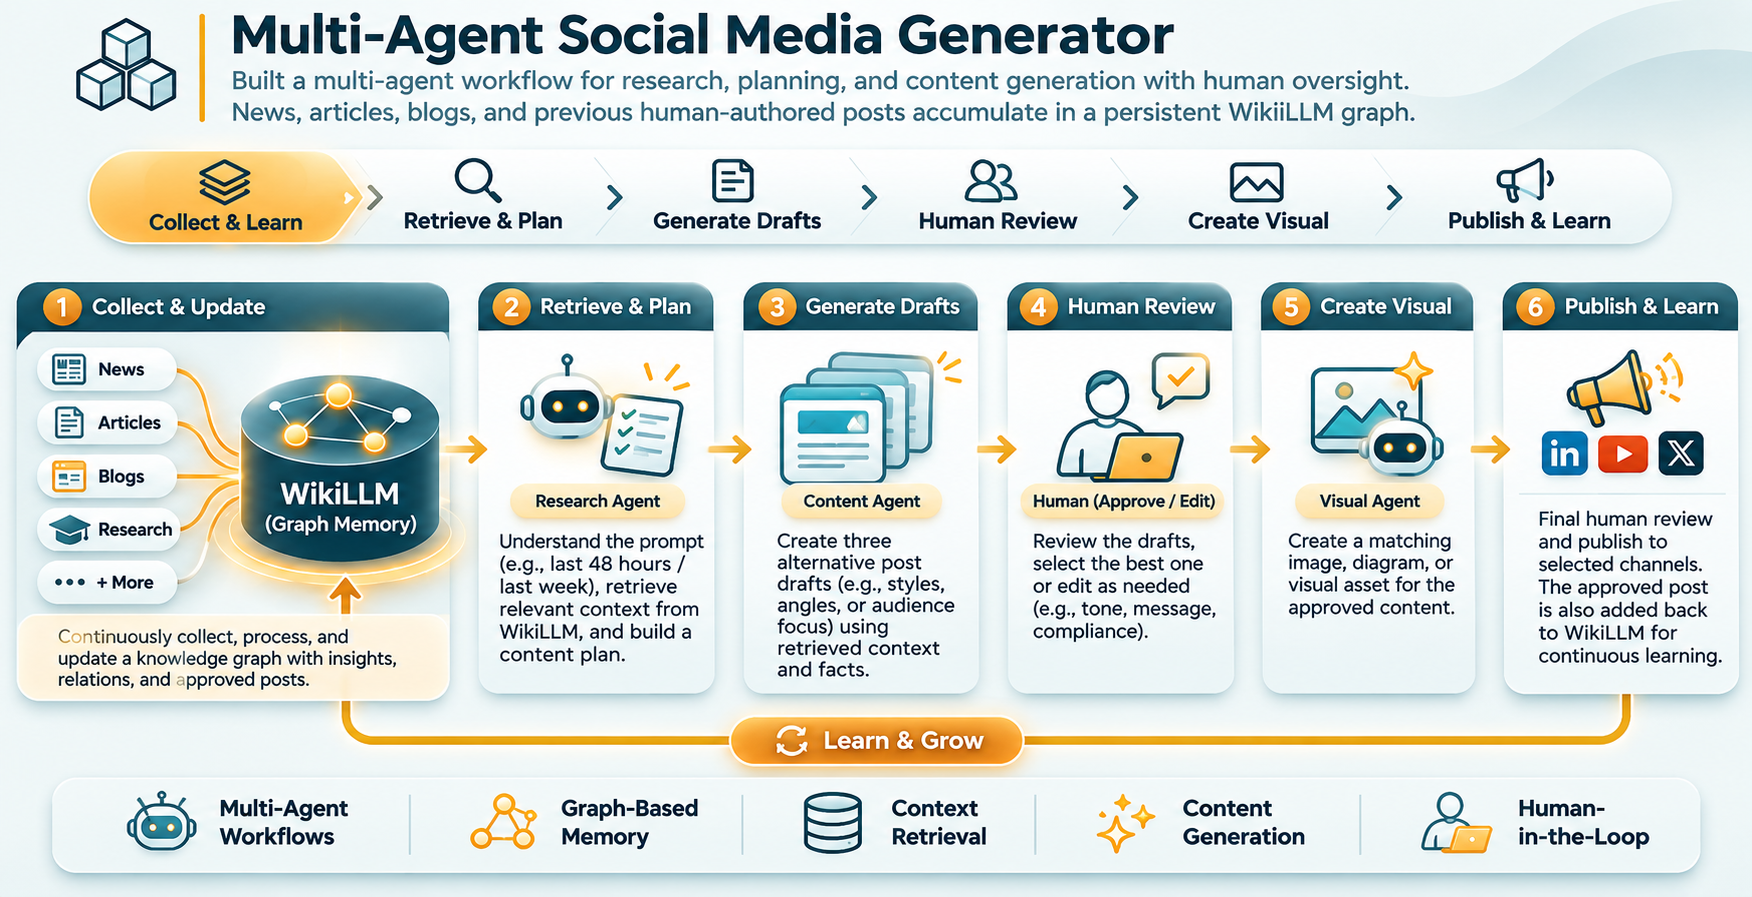 Multi-Agent Social Media Generator
Built a multi-agent workflow for research, planning, and content generation with human oversight.
News, articles, blogs, and previous human-authored posts accumulate in a persistent WikiiLLM graph.
Collect & Learn
Retrieve & Plan
Generate Drafts
Human Review
Create Visual
Publish & Learn
1 Collect & Update
News
Articles
Blogs
Research
+ More
WikiLLM
(Graph Memory)
Continuously collect, process, and
update a knowledge graph with insights,
relations, and approved posts.
2 Retrieve & Plan
Research Agent
Understand the prompt
(e.g., last 48 hours /
last week), retrieve
relevant context from
WikiLLM, and build a
content plan.
3 Generate Drafts
Content Agent
Create three
alternative post
drafts (e.g., styles,
angles, or audience
focus) using
retrieved context
and facts.
4 Human Review
Human (Approve / Edit)
Review the drafts,
select the best one
or edit as needed
(e.g., tone, message,
compliance).
5 Create Visual
Visual Agent
Create a matching
image, diagram, or
visual asset for the
approved content.
6 Publish & Learn
in
X
Final human review
and publish to
selected channels.
The approved post
is also added back
to WikiLLM for
continuous learning.
Learn & Grow
Multi-Agent
Workflows
Graph-Based
Memory
Context
Retrieval
Content
Generation
Human-
in-the-Loop